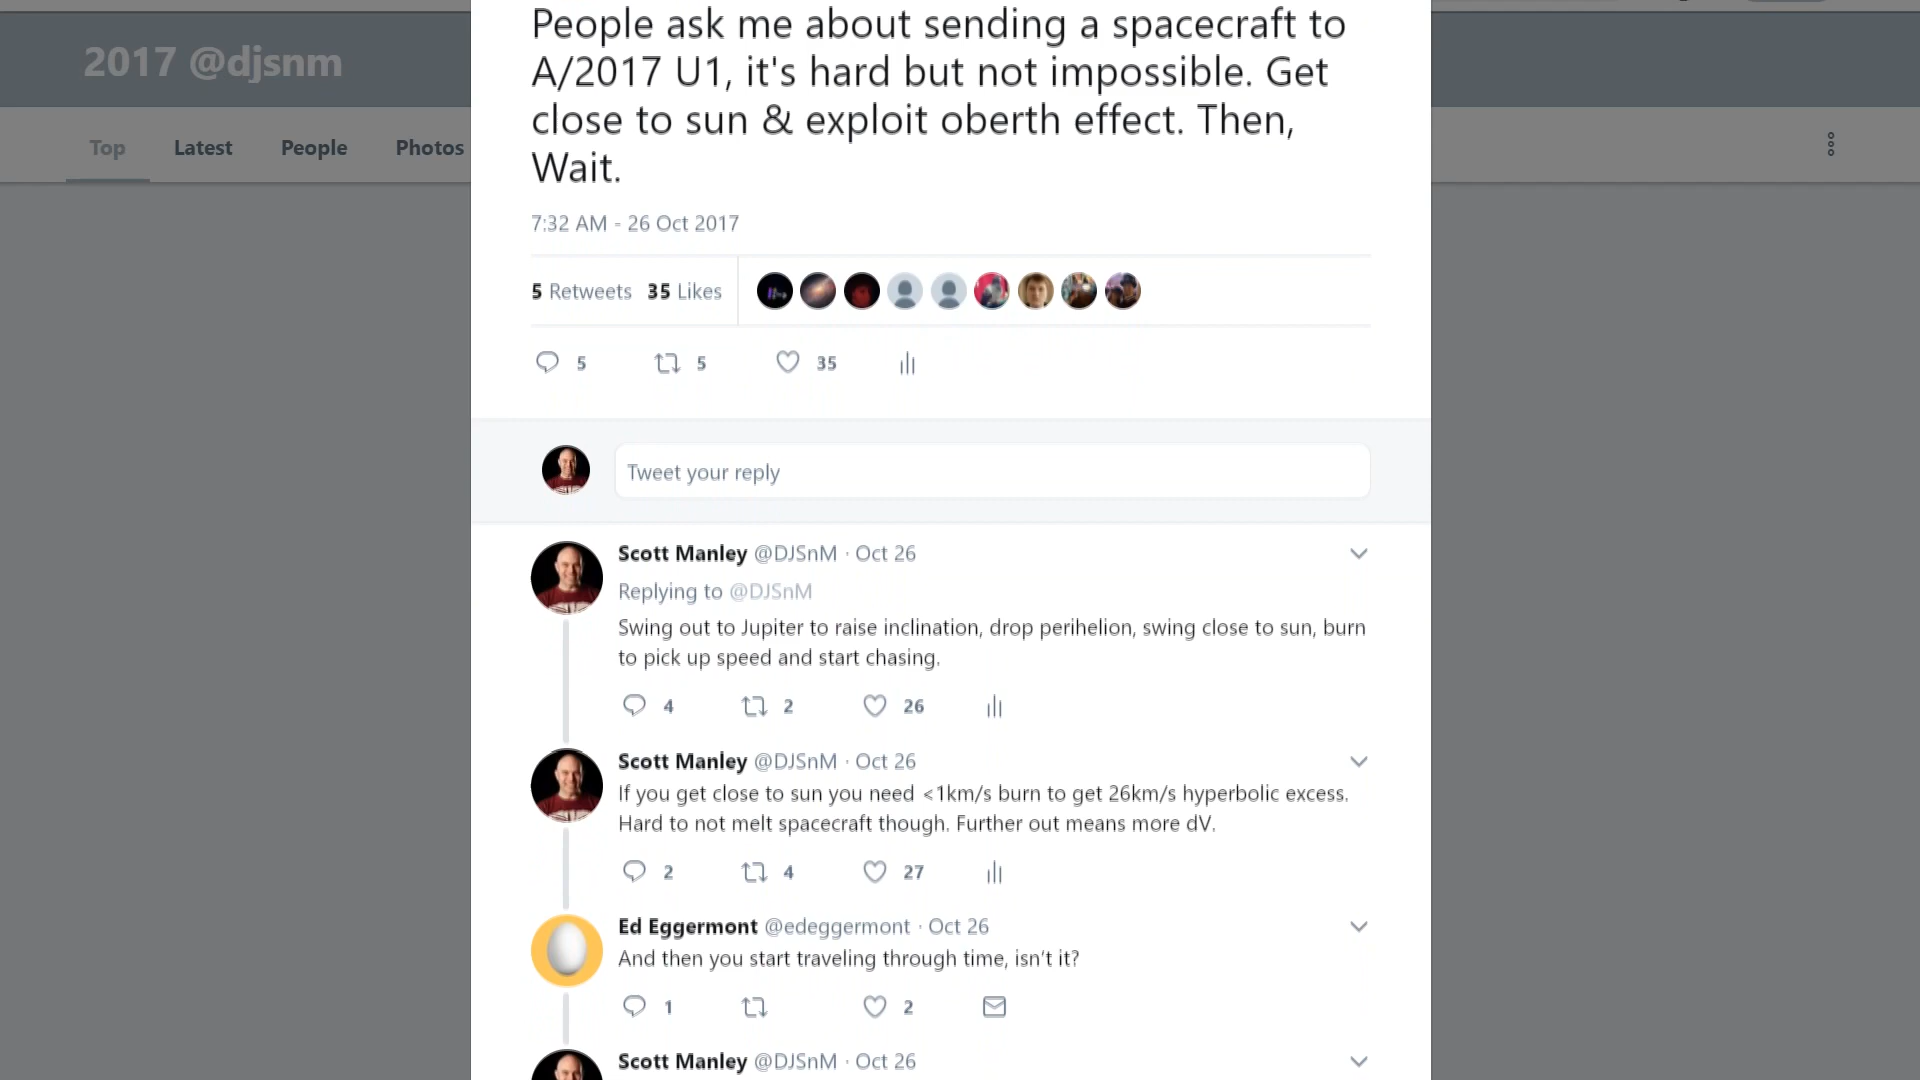 2017 @djsnm
Top Latest People Photos
People ask me about sending a spacecraft to
A/2017 U1, it's hard but not impossible. Get
close to sun & exploit oberth effect. Then,
Wait.
7:32 AM - 26 Oct 2017
5 Retweets 35 Likes
5 5 35
Tweet your reply
Scott Manley @DJSnM · Oct 26
Replying to @DJSnM
Swing out to Jupiter to raise inclination, drop perihelion, swing close to sun, burn
to pick up speed and start chasing.
4 2 26
Scott Manley @DJSnM · Oct 26
If you get close to sun you need <1km/s burn to get 26km/s hyperbolic excess.
Hard to not melt spacecraft though. Further out means more dV.
2 4 27
Ed Eggermont @edeggermont · Oct 26
And then you start traveling through time, isn't it?
1 2
Scott Manley @DJSnM · Oct 26